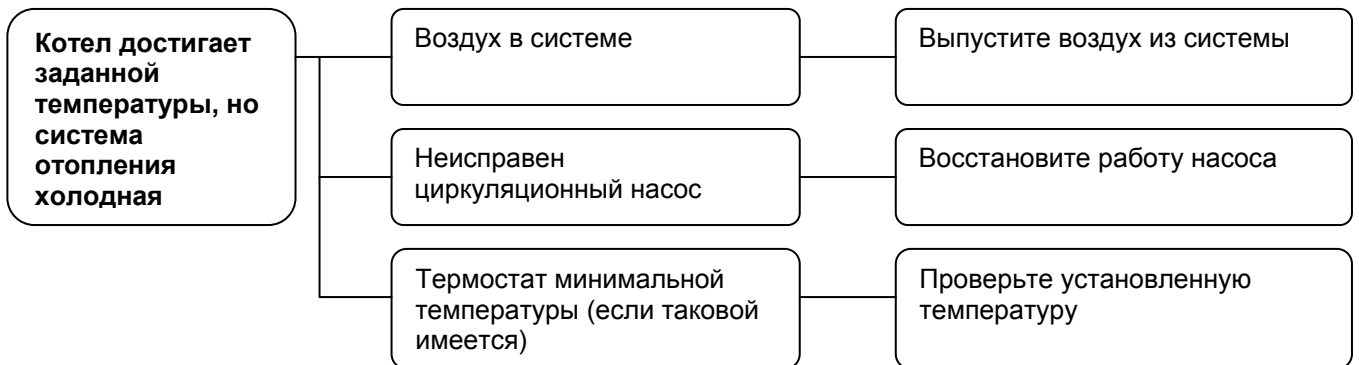 Котел достигает
заданной
температуры, но
система
отопления
холодная
Воздух в системе
Выпустите воздух из системы
Неисправен
циркуляционный насос
Восстановите работу насоса
Термостат минимальной
температуры (если таковой
имеется)
Проверьте установленную
температуру